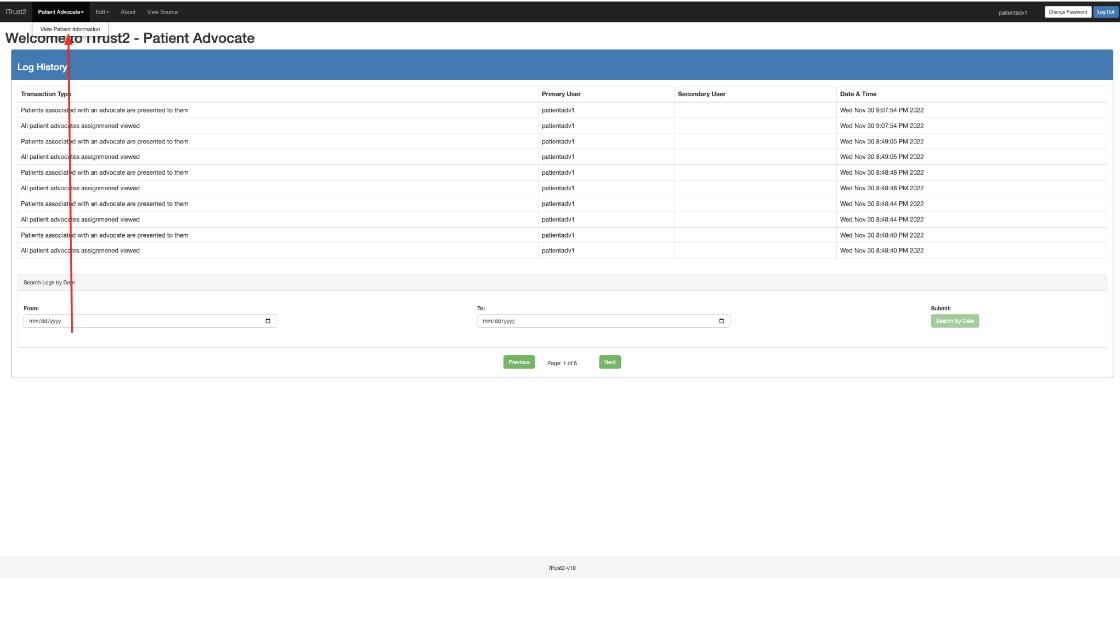 iTrust2 Patient Advocate Edit About View Source patientadv1 Change Password Log Out
View Patient Information
Welcome to iTrust2 - Patient Advocate
Log History
Transaction Type Primary User Secondary User Date & Time
Patients associated with an advocate are presented to them patientadv1 Wed Nov 30 9:07:54 PM 2022
All patient advocates assignmened viewed patientadv1 Wed Nov 30 9:07:54 PM 2022
Patients associated with an advocate are presented to them patientadv1 Wed Nov 30 8:49:05 PM 2022
All patient advocates assignmened viewed patientadv1 Wed Nov 30 8:49:05 PM 2022
Patients associated with an advocate are presented to them patientadv1 Wed Nov 30 8:48:48 PM 2022
All patient advocates assignmened viewed patientadv1 Wed Nov 30 8:48:48 PM 2022
Patients associated with an advocate are presented to them patientadv1 Wed Nov 30 8:48:44 PM 2022
All patient advocates assignmened viewed patientadv1 Wed Nov 30 8:48:44 PM 2022
Patients associated with an advocate are presented to them patientadv1 Wed Nov 30 8:48:40 PM 2022
All patient advocates assignmened viewed patientadv1 Wed Nov 30 8:48:40 PM 2022
Search Logs by Date
From: To: Submit:
mm/dd/yyyy mm/dd/yyyy Search By Date
Previous Page: 1 of 5 Next
iTrust2-v10